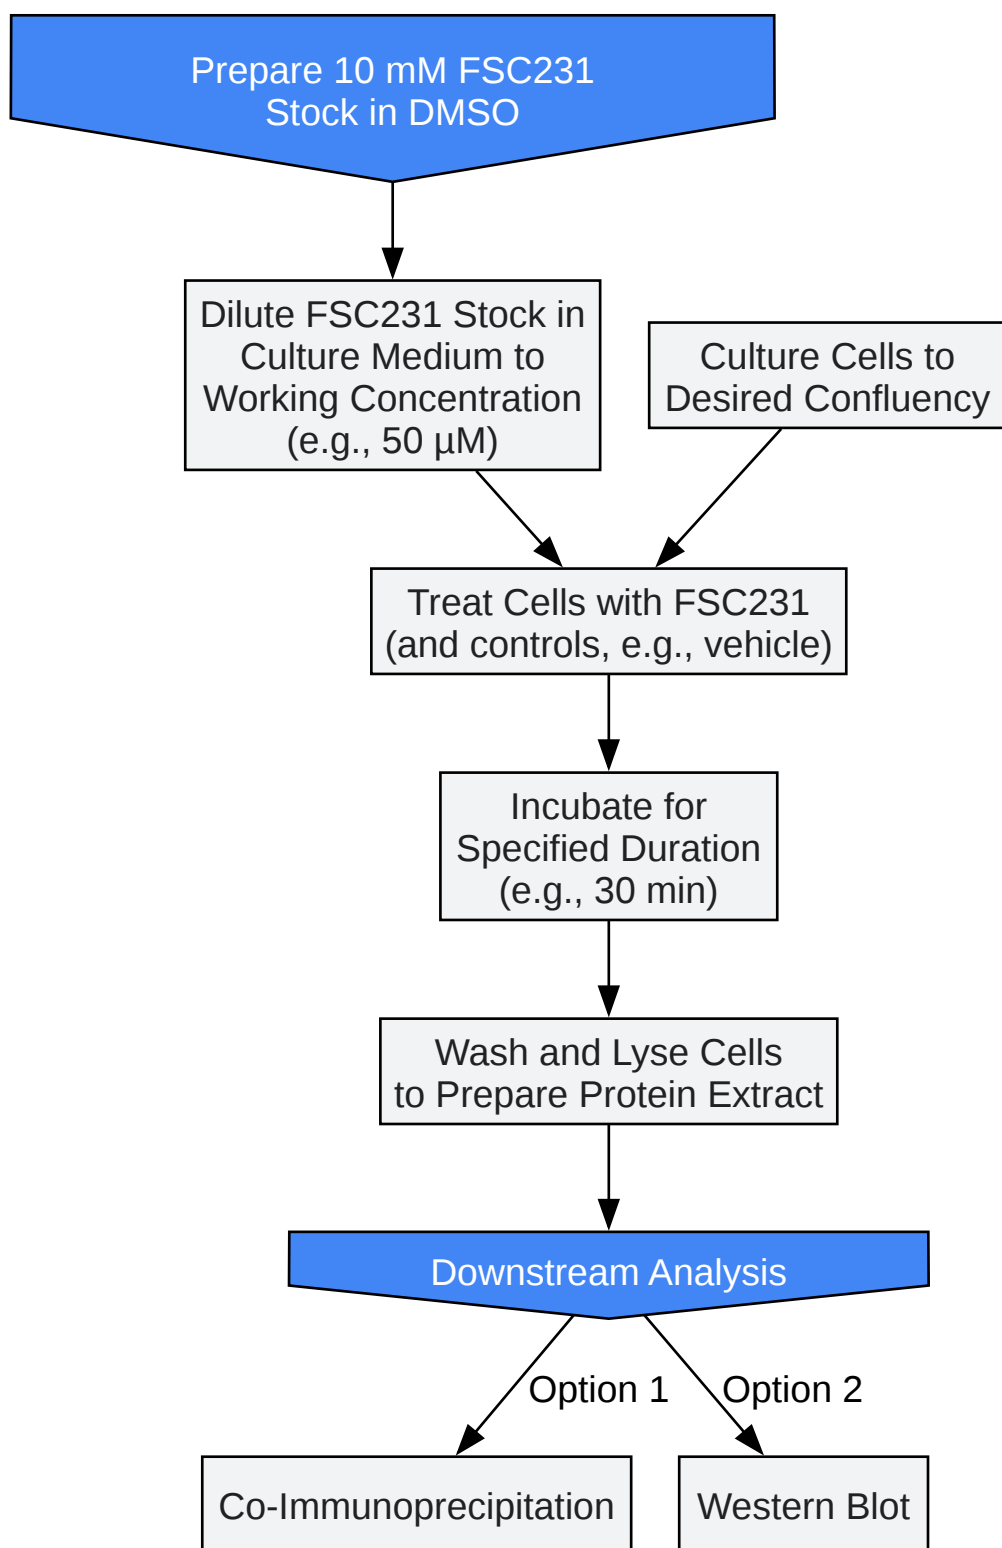 Prepare 10 mM FSC231
Stock in DMSO
Dilute FSC231 Stock in
Culture Medium to
Working Concentration
(e.g., 50 µM)
Culture Cells to
Desired Confluency
Treat Cells with FSC231
(and controls, e.g., vehicle)
Incubate for
Specified Duration
(e.g., 30 min)
Wash and Lyse Cells
to Prepare Protein Extract
Downstream Analysis
Option 1
Option 2
Co-Immunoprecipitation
Western Blot